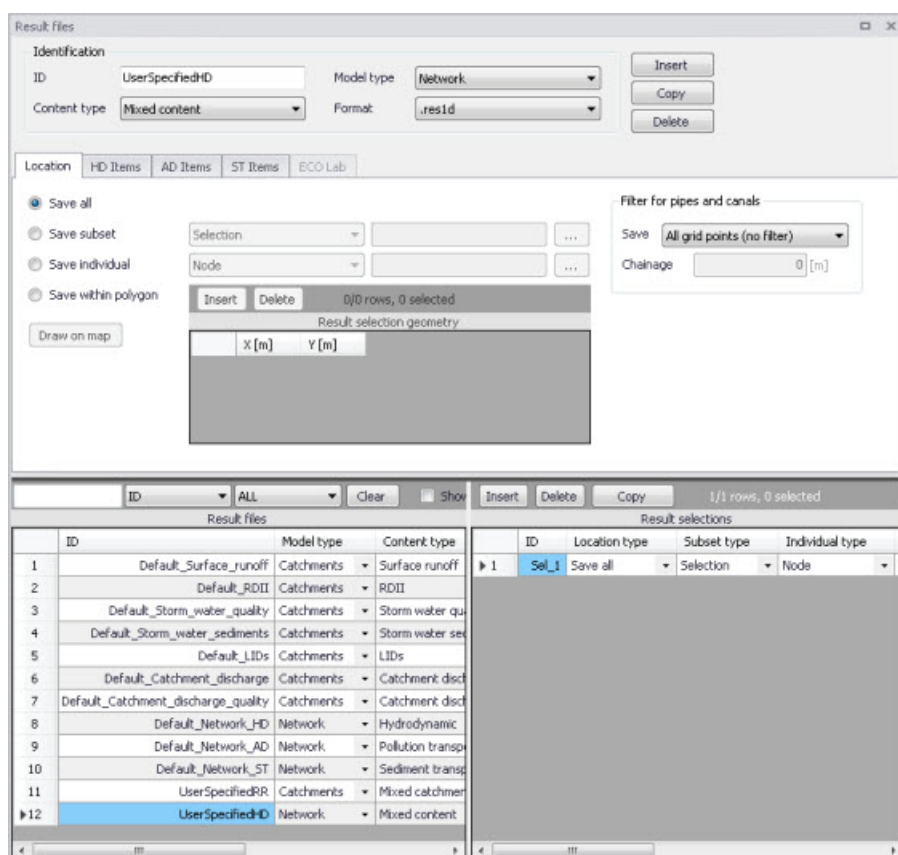 Result files
Identification
ID UserSpecifiedHD Model type Network Insert
Content type Mixed content Format .res1d Copy
Delete
Location HD Items AD Items ST Items ECO Lab
Save all Filter for pipes and canals
Save subset Selection ... Save All grid points (no filter)
Save individual Node ... Chainage 0 [m]
Save within polygon Insert Delete 0/0 rows, 0 selected
Draw on map Result selection geometry
X [m] Y [m]
ID ALL Clear Show Insert Delete Copy 1/1 rows, 0 selected
Result files Result selections
ID Model type Content type ID Location type Subset type Individual type
1 Default_Surface_runoff Catchments Surface runoff 1 Sel_1 Save all Selection Node
2 Default_RDII Catchments RDII
3 Default_Storm_water_quality Catchments Storm water qu
4 Default_Storm_water_sediments Catchments Storm water sed
5 Default_LIDs Catchments LIDs
6 Default_Catchment_discharge Catchments Catchment disch
7 Default_Catchment_discharge_quality Catchments Catchment disch
8 Default_Network_HD Network Hydrodynamic
9 Default_Network_AD Network Pollution transpo
10 Default_Network_ST Network Sediment transp
11 UserSpecifiedRR Catchments Mixed catchmen
12 UserSpecifiedHD Network Mixed content